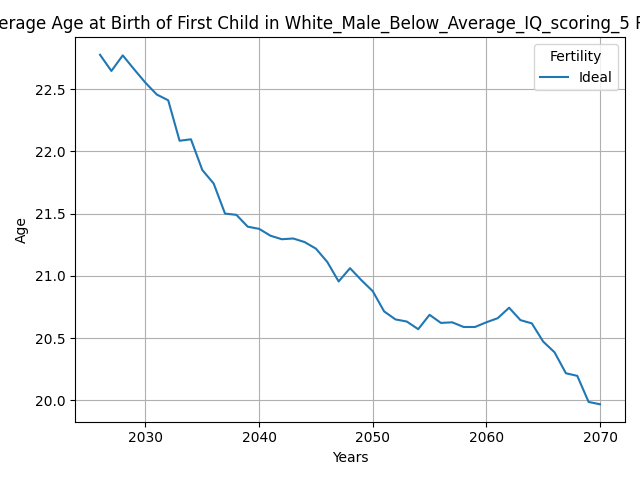 erage Age at Birth of First Child in White_Male_Below_Average_IQ_scoring_5
Fertility
Ideal
22.5
22.0
21.5
21.0
20.5
20.0
Age
2030 2040 2050 2060 2070
Years